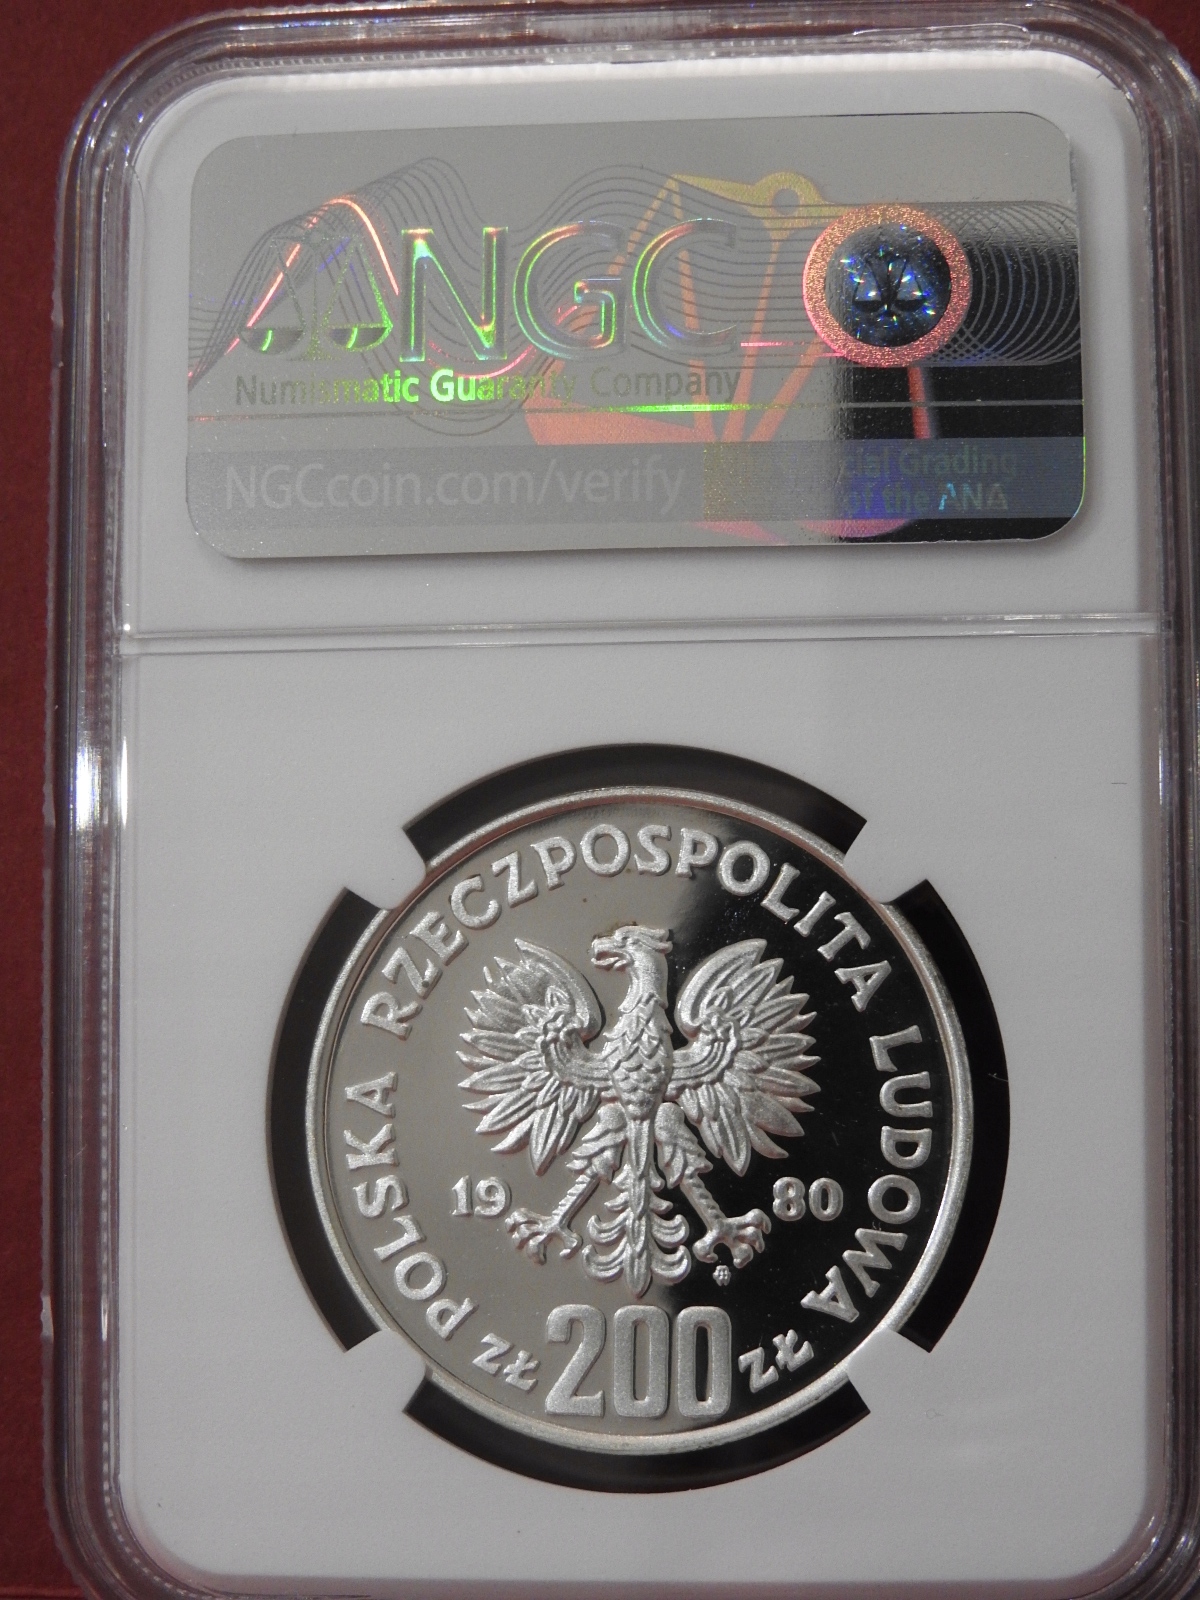 NGC
Numismatic Guaranty Company
NGCcoin.com/verify
Official Grading Service
of the ANA
POLSKA RZECZPOSPOLITA LUDOWA
19 80
zł 200 zł